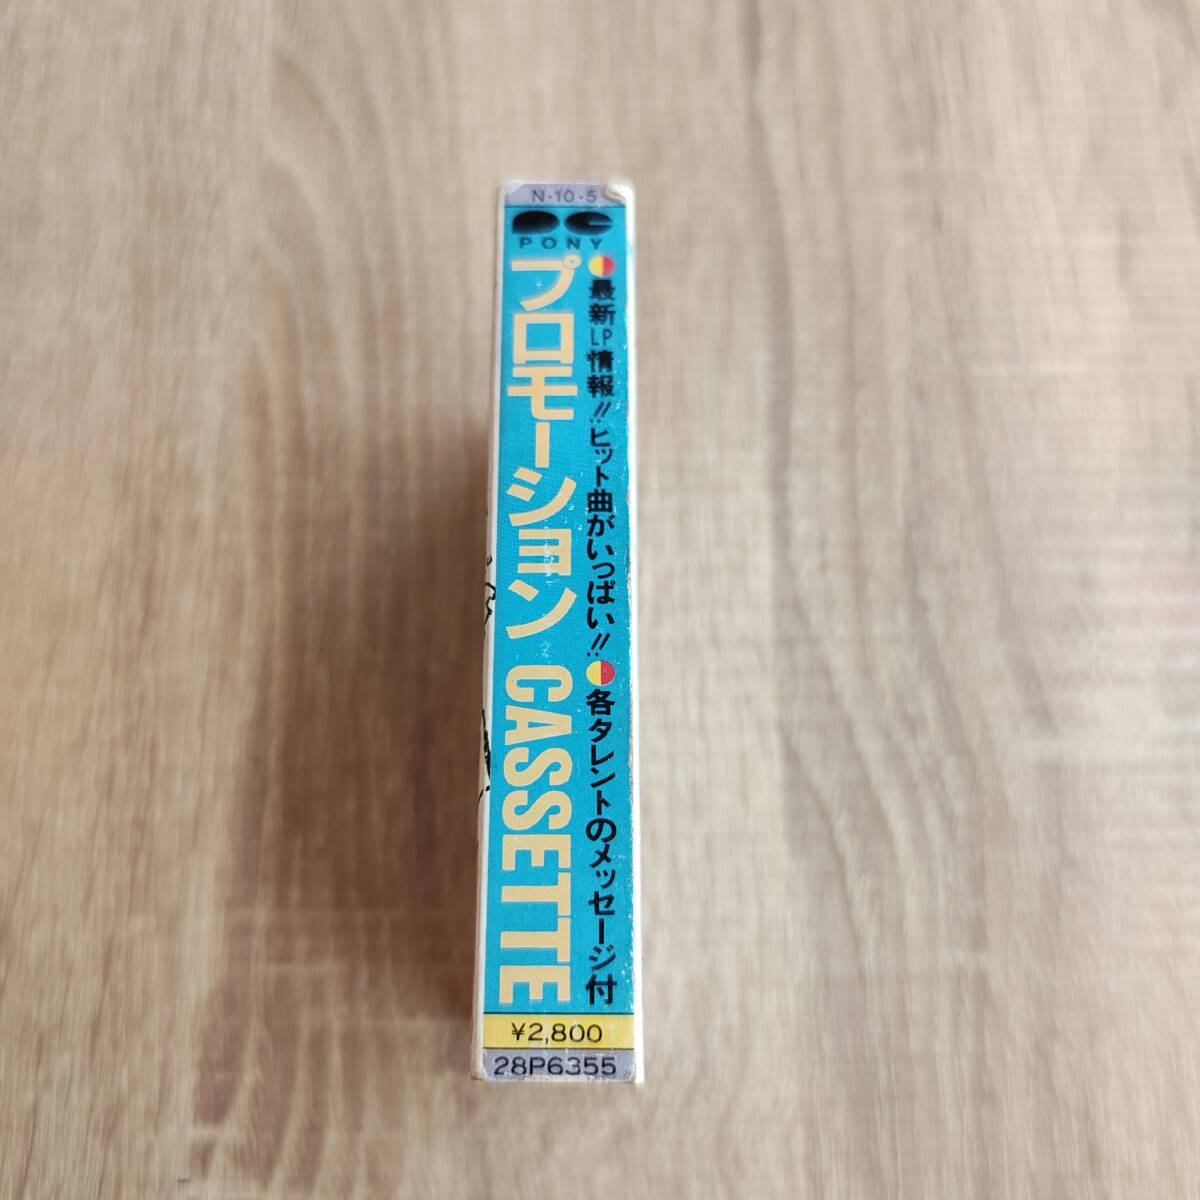 N・10・5
PONY
●最新LP情報!!ヒット曲がいっぱい!!●各タレントのメッセージ付
プロモーション CASSETTE
¥2,800
28P6355